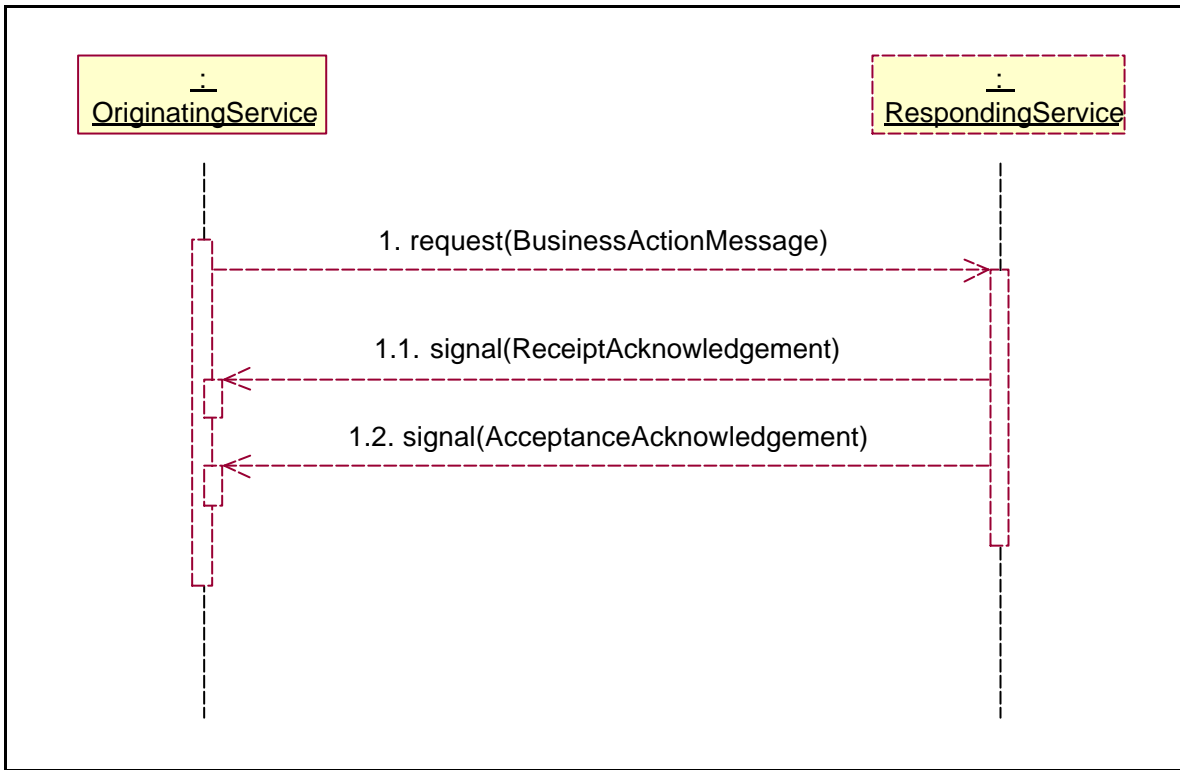 :
OriginatingService
:
RespondingService
1. request(BusinessActionMessage)
1.1. signal(ReceiptAcknowledgement)
1.2. signal(AcceptanceAcknowledgement)